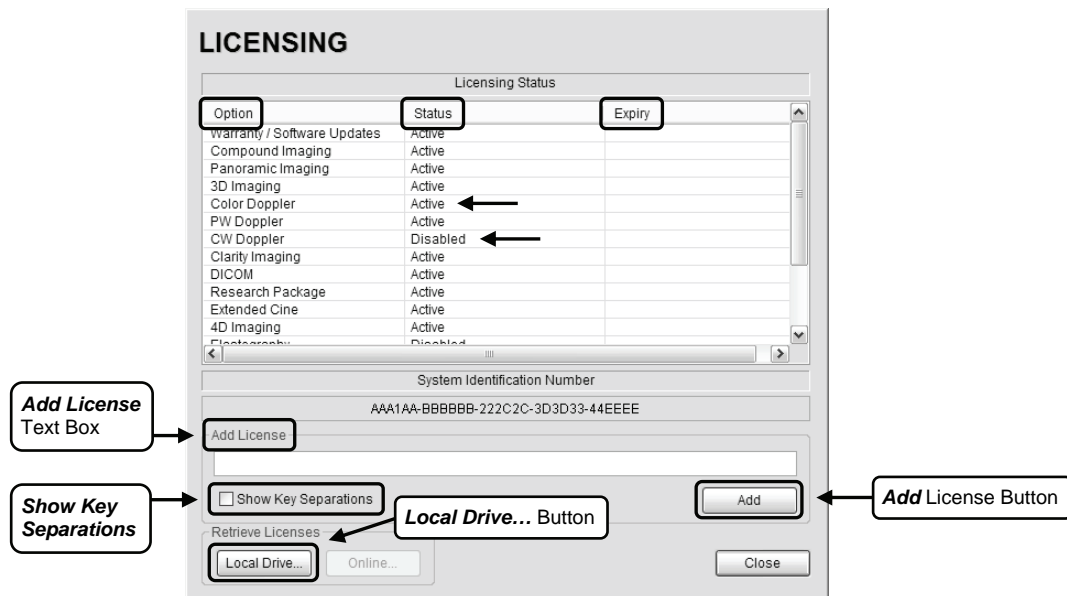 LICENSING
Licensing Status
Option Status Expiry
Warranty / Software Updates Active
Compound Imaging Active
Panoramic Imaging Active
3D Imaging Active
Color Doppler Active
PW Doppler Active
CW Doppler Disabled
Clarity Imaging Active
DICOM Active
Research Package Active
Extended Cine Active
4D Imaging Active
Elastography Disabled
System Identification Number
AAA1AA-BBBBBB-222C2C-3D3D33-44EEEE
Add License
Text Box
Add License
Show Key
Separations
Show Key Separations
Add
Add License Button
Local Drive... Button
Retrieve Licenses
Local Drive...
Online...
Close